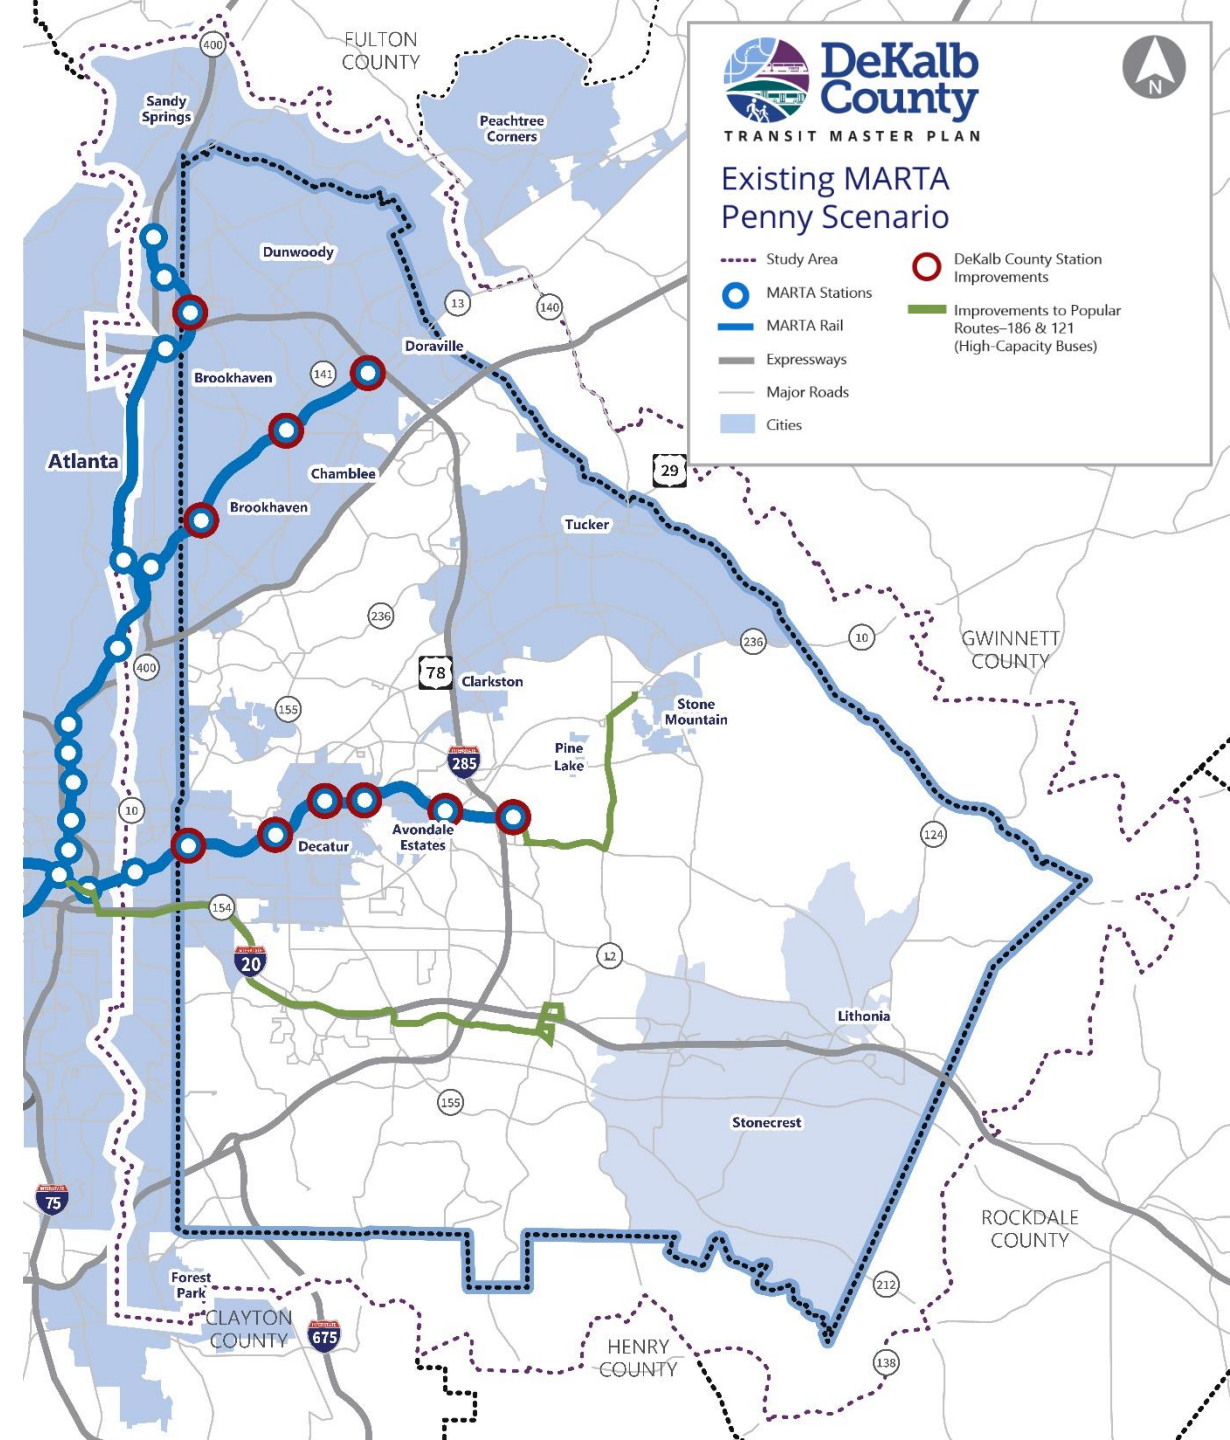 DeKalb
County
TRANSIT MASTER PLAN
N
Existing MARTA
Penny Scenario
Study Area
MARTA Stations
MARTA Rail
Expressways
Major Roads
Cities
DeKalb County Station
Improvements
Improvements to Popular
Routes–186 & 121
(High-Capacity Buses)
400
FULTON
COUNTY
Sandy
Springs
Peachtree
Corners
Dunwoody
13
140
Doraville
Brookhaven
141
Atlanta
Chamblee
29
Brookhaven
Tucker
236
236
10
GWINNETT
COUNTY
400
78
Clarkston
155
Stone
Mountain
Pine
Lake
285
10
Avondale
Estates
Decatur
124
154
20
12
Lithonia
155
Stonecrest
75
ROCKDALE
COUNTY
Forest
Park
212
CLAYTON
COUNTY
675
HENRY
COUNTY
138